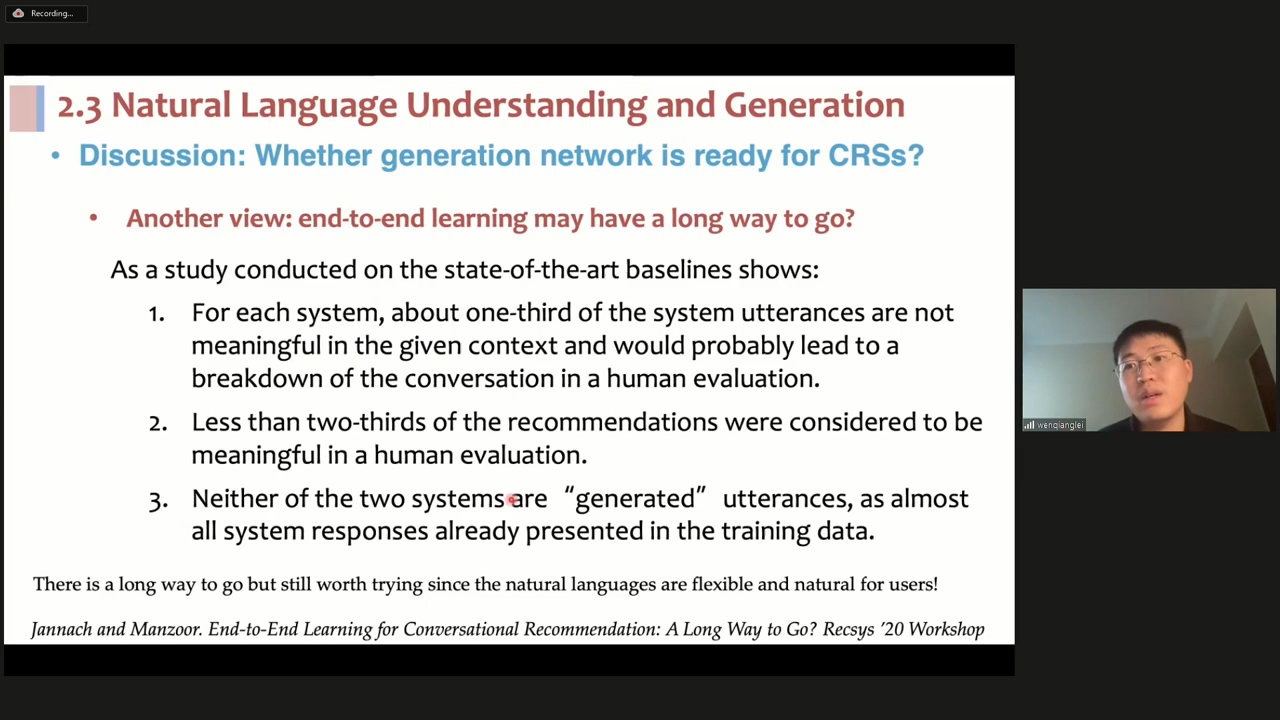 Recording...
2.3 Natural Language Understanding and Generation
• Discussion: Whether generation network is ready for CRSs?
• Another view: end-to-end learning may have a long way to go?
As a study conducted on the state-of-the-art baselines shows:
1. For each system, about one-third of the system utterances are not
meaningful in the given context and would probably lead to a
breakdown of the conversation in a human evaluation.
2. Less than two-thirds of the recommendations were considered to be
meaningful in a human evaluation.
3. Neither of the two systems are “generated” utterances, as almost
all system responses already presented in the training data.
There is a long way to go but still worth trying since the natural languages are flexible and natural for users!
Jannach and Manzoor. End-to-End Learning for Conversational Recommendation: A Long Way to Go? Recsys ’20 Workshop
wenqianglei